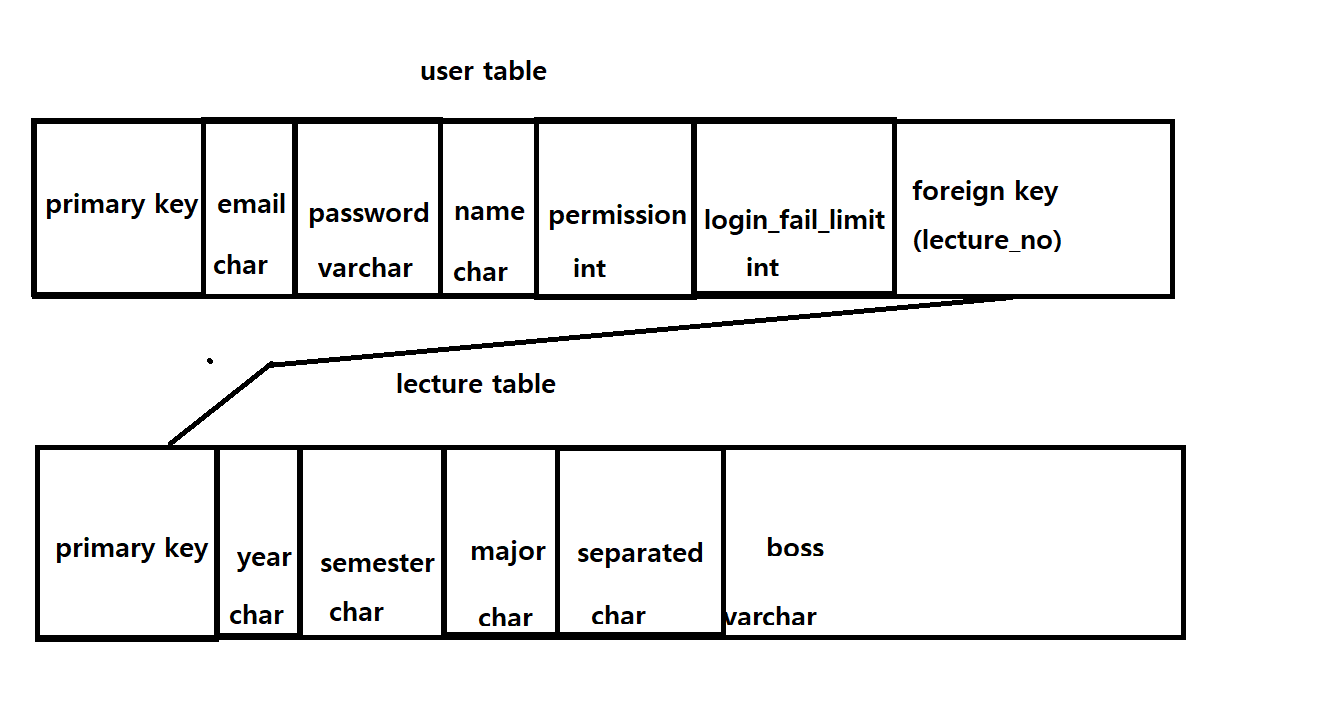 user table
primary key
email
char
password
varchar
name
char
permission
int
login_fail_limit
int
foreign key
(lecture_no)
lecture table
primary key
year
char
semester
char
major
char
separated
char
boss
varchar